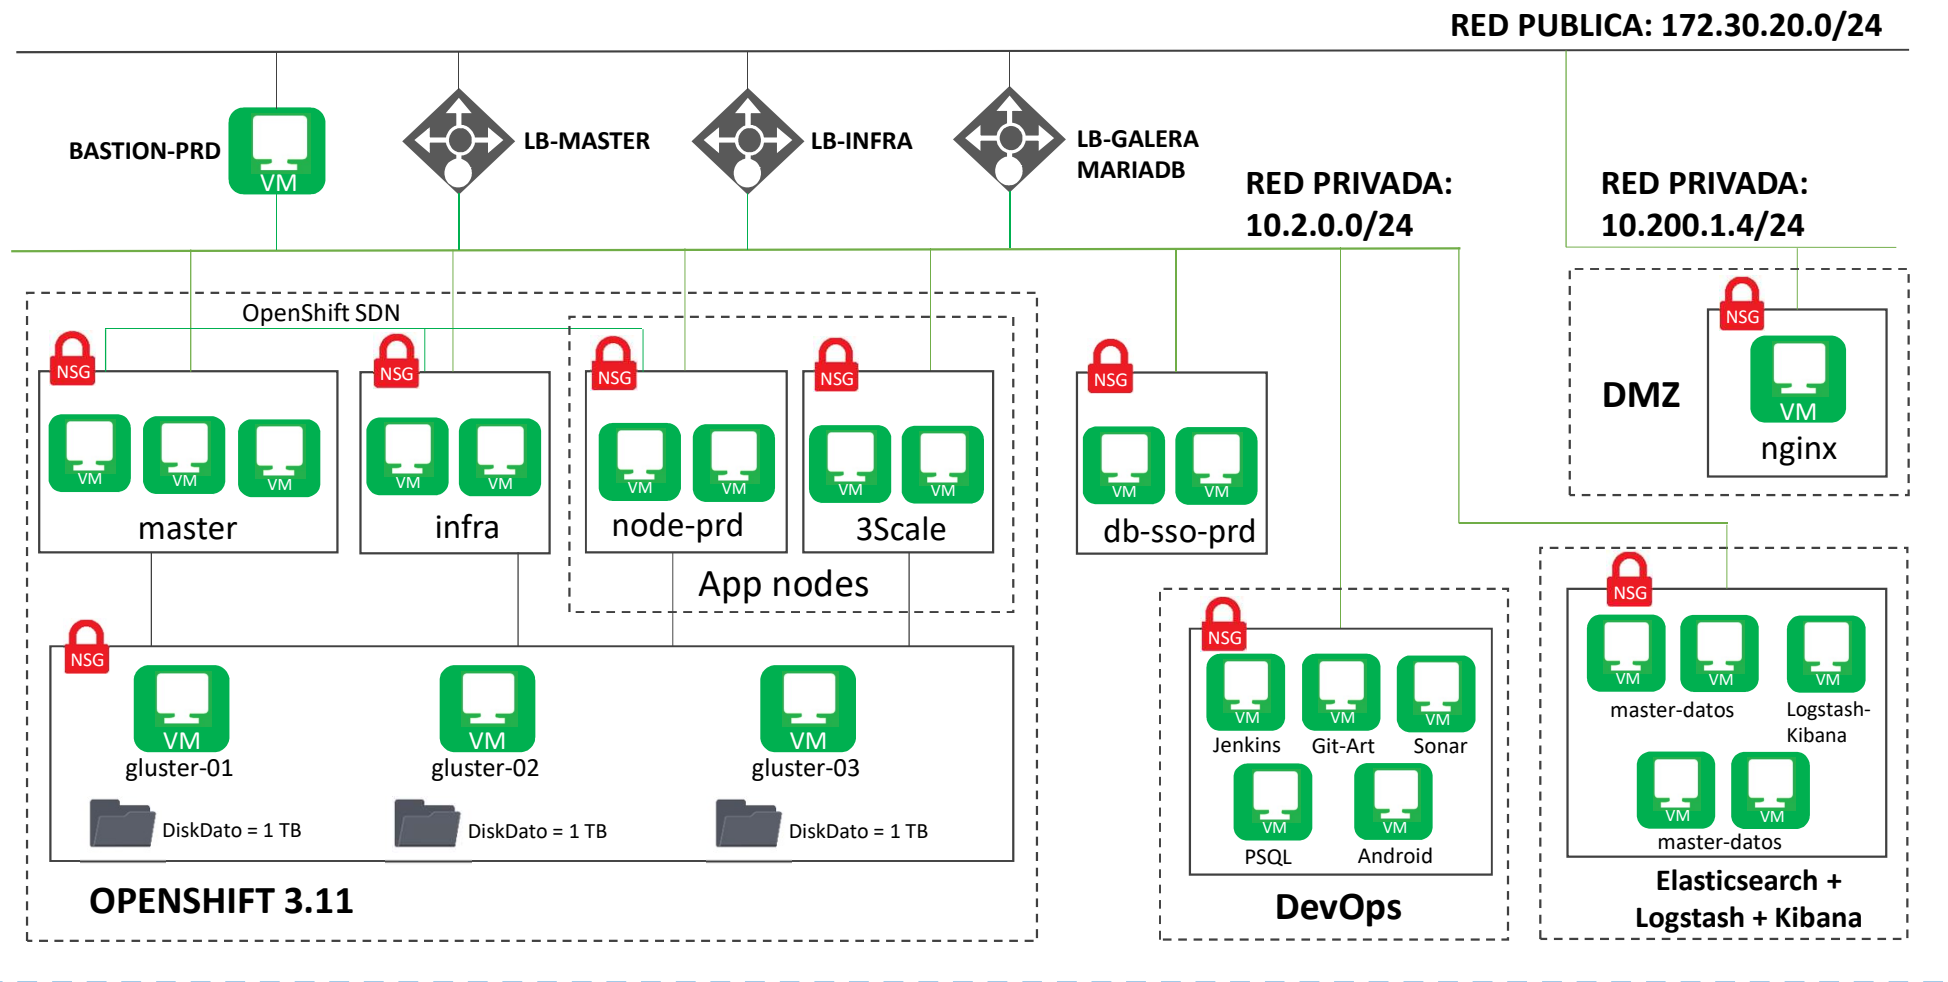 RED PUBLICA: 172.30.20.0/24
BASTION-PRD
VM
LB-MASTER
LB-INFRA
LB-GALERA
MARIADB
RED PRIVADA:
10.2.0.0/24
RED PRIVADA:
10.200.1.4/24
OpenShift SDN
NSG
VM
VM
VM
master
NSG
VM
VM
infra
NSG
VM
VM
node-prd
NSG
VM
VM
3Scale
App nodes
NSG
VM
VM
db-sso-prd
DMZ
NSG
VM
nginx
NSG
VM
gluster-01
DiskDato = 1 TB
VM
gluster-02
DiskDato = 1 TB
VM
gluster-03
DiskDato = 1 TB
OPENSHIFT 3.11
NSG
VM
Jenkins
VM
Git-Art
VM
Sonar
VM
PSQL
VM
Android
DevOps
NSG
VM
VM
master-datos
VM
Logstash-
Kibana
VM
VM
master-datos
Elasticsearch +
Logstash + Kibana